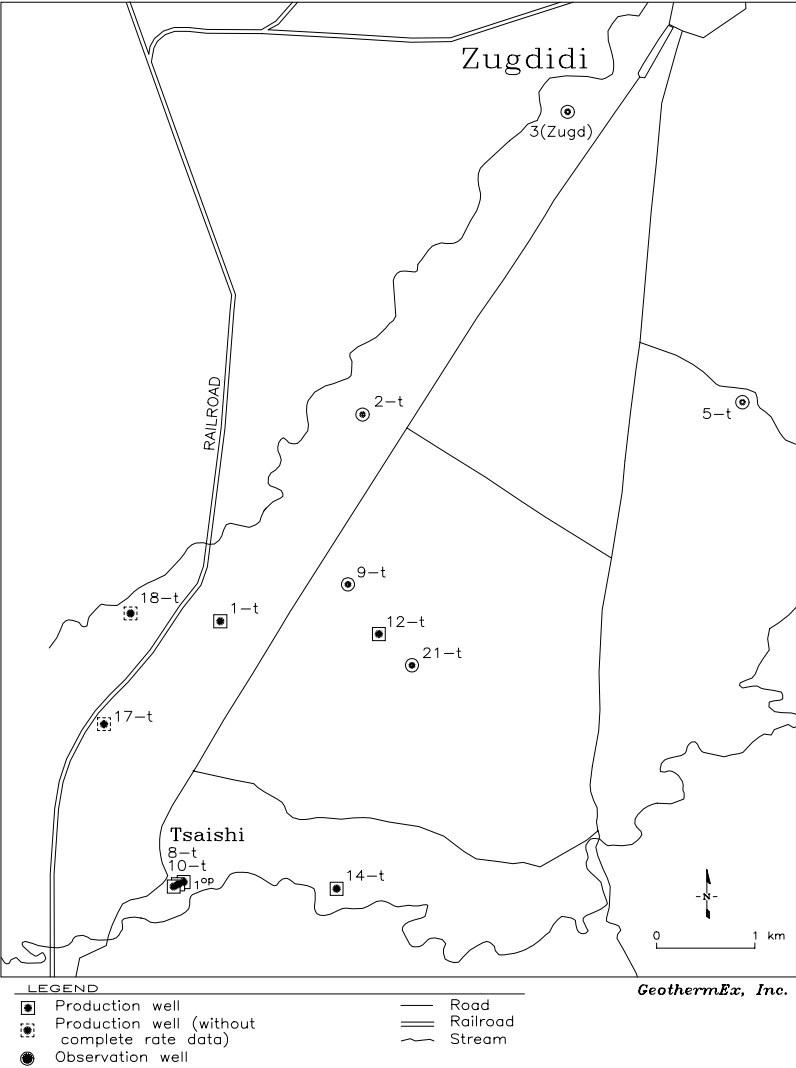 Zugdidi
3(Zugd)
RAILROAD
2-t
5-t
9-t
18-t
1-t
12-t
21-t
17-t
Tsaishi
8-t
10-t
1op
14-t
-N-
0 1 km
LEGEND
GeothermEx, Inc.
Production well
Production well (without
complete rate data)
Observation well
Road
Railroad
Stream